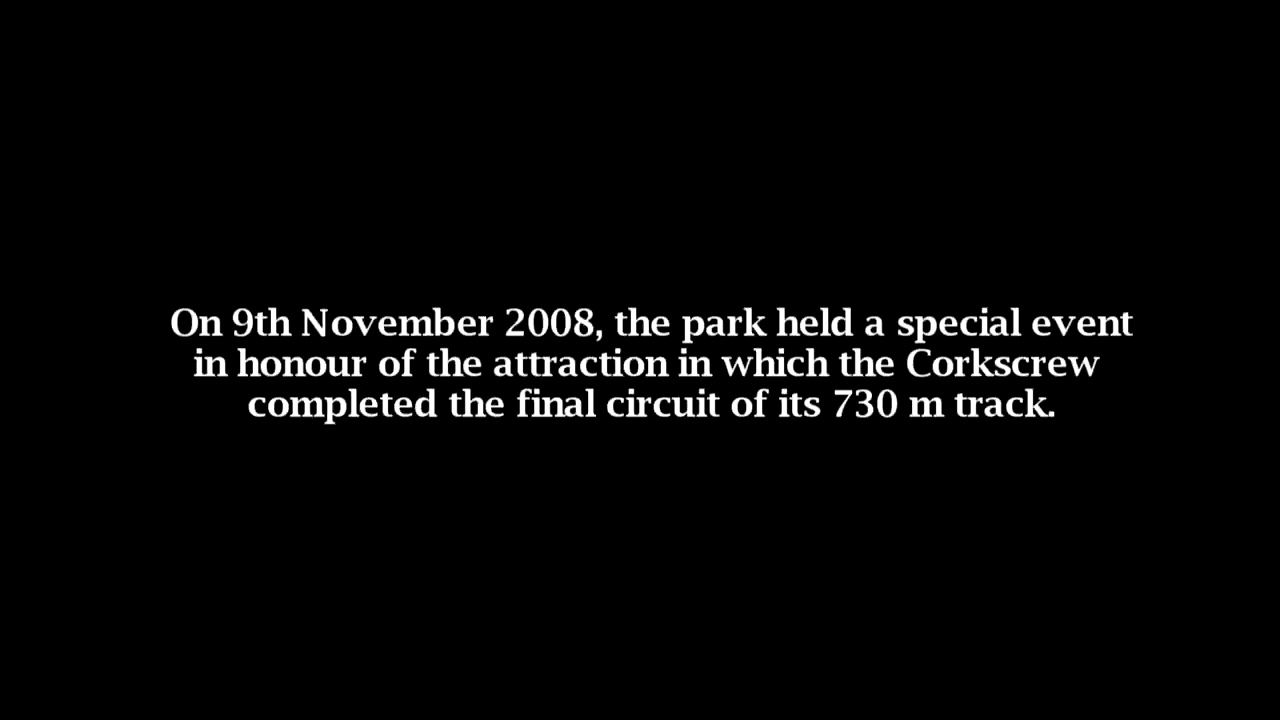 On 9th November 2008, the park held a special event
in honour of the attraction in which the Corkscrew
completed the final circuit of its 730 m track.